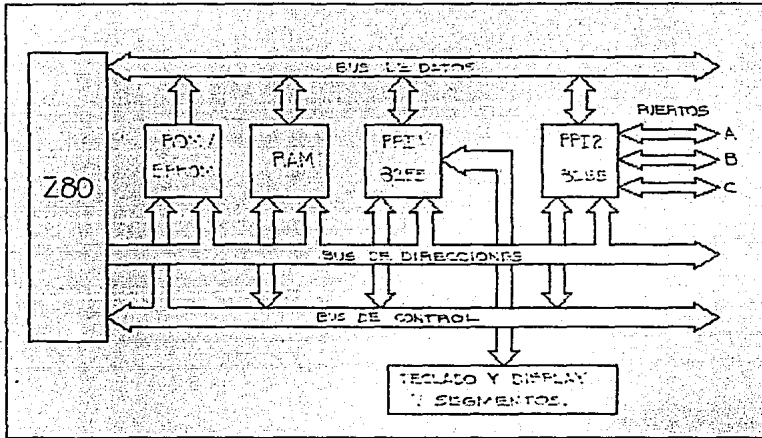 BUS DE DATOS
PUERTOS
Z80
ROM/
EPROM
RAM
PPI1
8255
PPI2
8255
A
B
C
BUS DE DIRECCIONES
BUS DE CONTROL
TECLADO Y DISPLAY
7 SEGMENTOS.